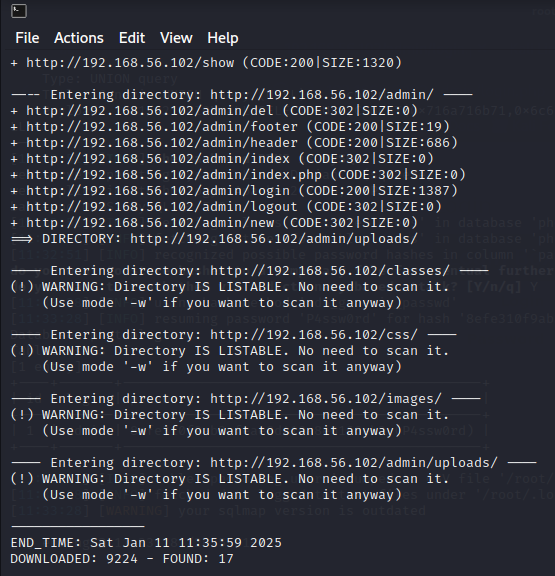 File Actions Edit View Help
+ http://192.168.56.102/show (CODE:200|SIZE:1320)
---- Entering directory: http://192.168.56.102/admin/ ----
+ http://192.168.56.102/admin/del (CODE:302|SIZE:0)
+ http://192.168.56.102/admin/footer (CODE:200|SIZE:19)
+ http://192.168.56.102/admin/header (CODE:200|SIZE:686)
+ http://192.168.56.102/admin/index (CODE:302|SIZE:0)
+ http://192.168.56.102/admin/index.php (CODE:302|SIZE:0)
+ http://192.168.56.102/admin/login (CODE:200|SIZE:1387)
+ http://192.168.56.102/admin/logout (CODE:302|SIZE:0)
+ http://192.168.56.102/admin/new (CODE:302|SIZE:0)
==> DIRECTORY: http://192.168.56.102/admin/uploads/
---- Entering directory: http://192.168.56.102/classes/ ----
(!) WARNING: Directory IS LISTABLE. No need to scan it.
(Use mode '-w' if you want to scan it anyway)
---- Entering directory: http://192.168.56.102/css/ ----
(!) WARNING: Directory IS LISTABLE. No need to scan it.
(Use mode '-w' if you want to scan it anyway)
---- Entering directory: http://192.168.56.102/images/ ----
(!) WARNING: Directory IS LISTABLE. No need to scan it.
(Use mode '-w' if you want to scan it anyway)
---- Entering directory: http://192.168.56.102/admin/uploads/ ----
(!) WARNING: Directory IS LISTABLE. No need to scan it.
(Use mode '-w' if you want to scan it anyway)
-----------------
END_TIME: Sat Jan 11 11:35:59 2025
DOWNLOADED: 9224 - FOUND: 17